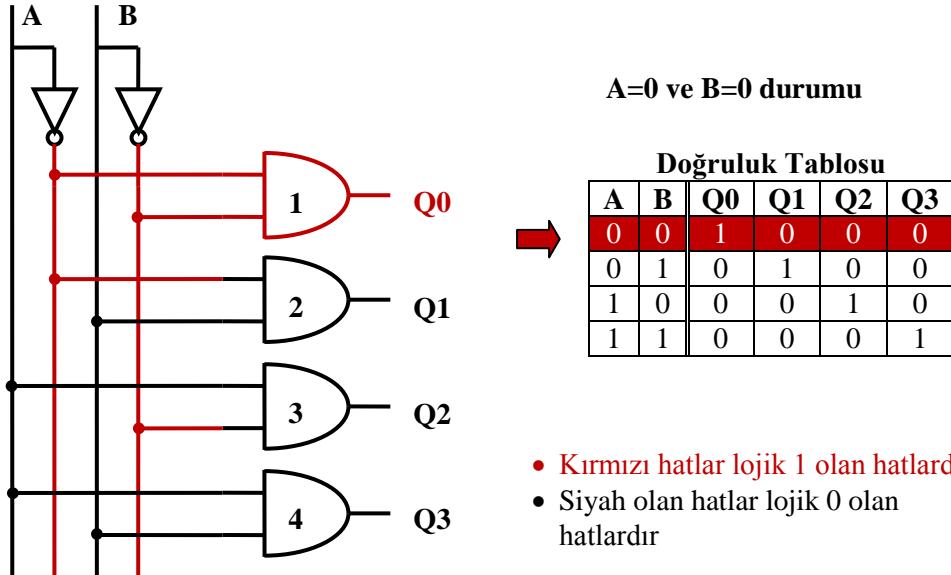 A B
A=0 ve B=0 durumu
Doğruluk Tablosu
A B Q0 Q1 Q2 Q3
0 0 1 0 0 0
0 1 0 1 0 0
1 0 0 0 1 0
1 1 0 0 0 1
1 Q0
2 Q1
3 Q2
4 Q3
• Kırmızı hatlar lojik 1 olan hatlard
• Siyah olan hatlar lojik 0 olan
hatlardır